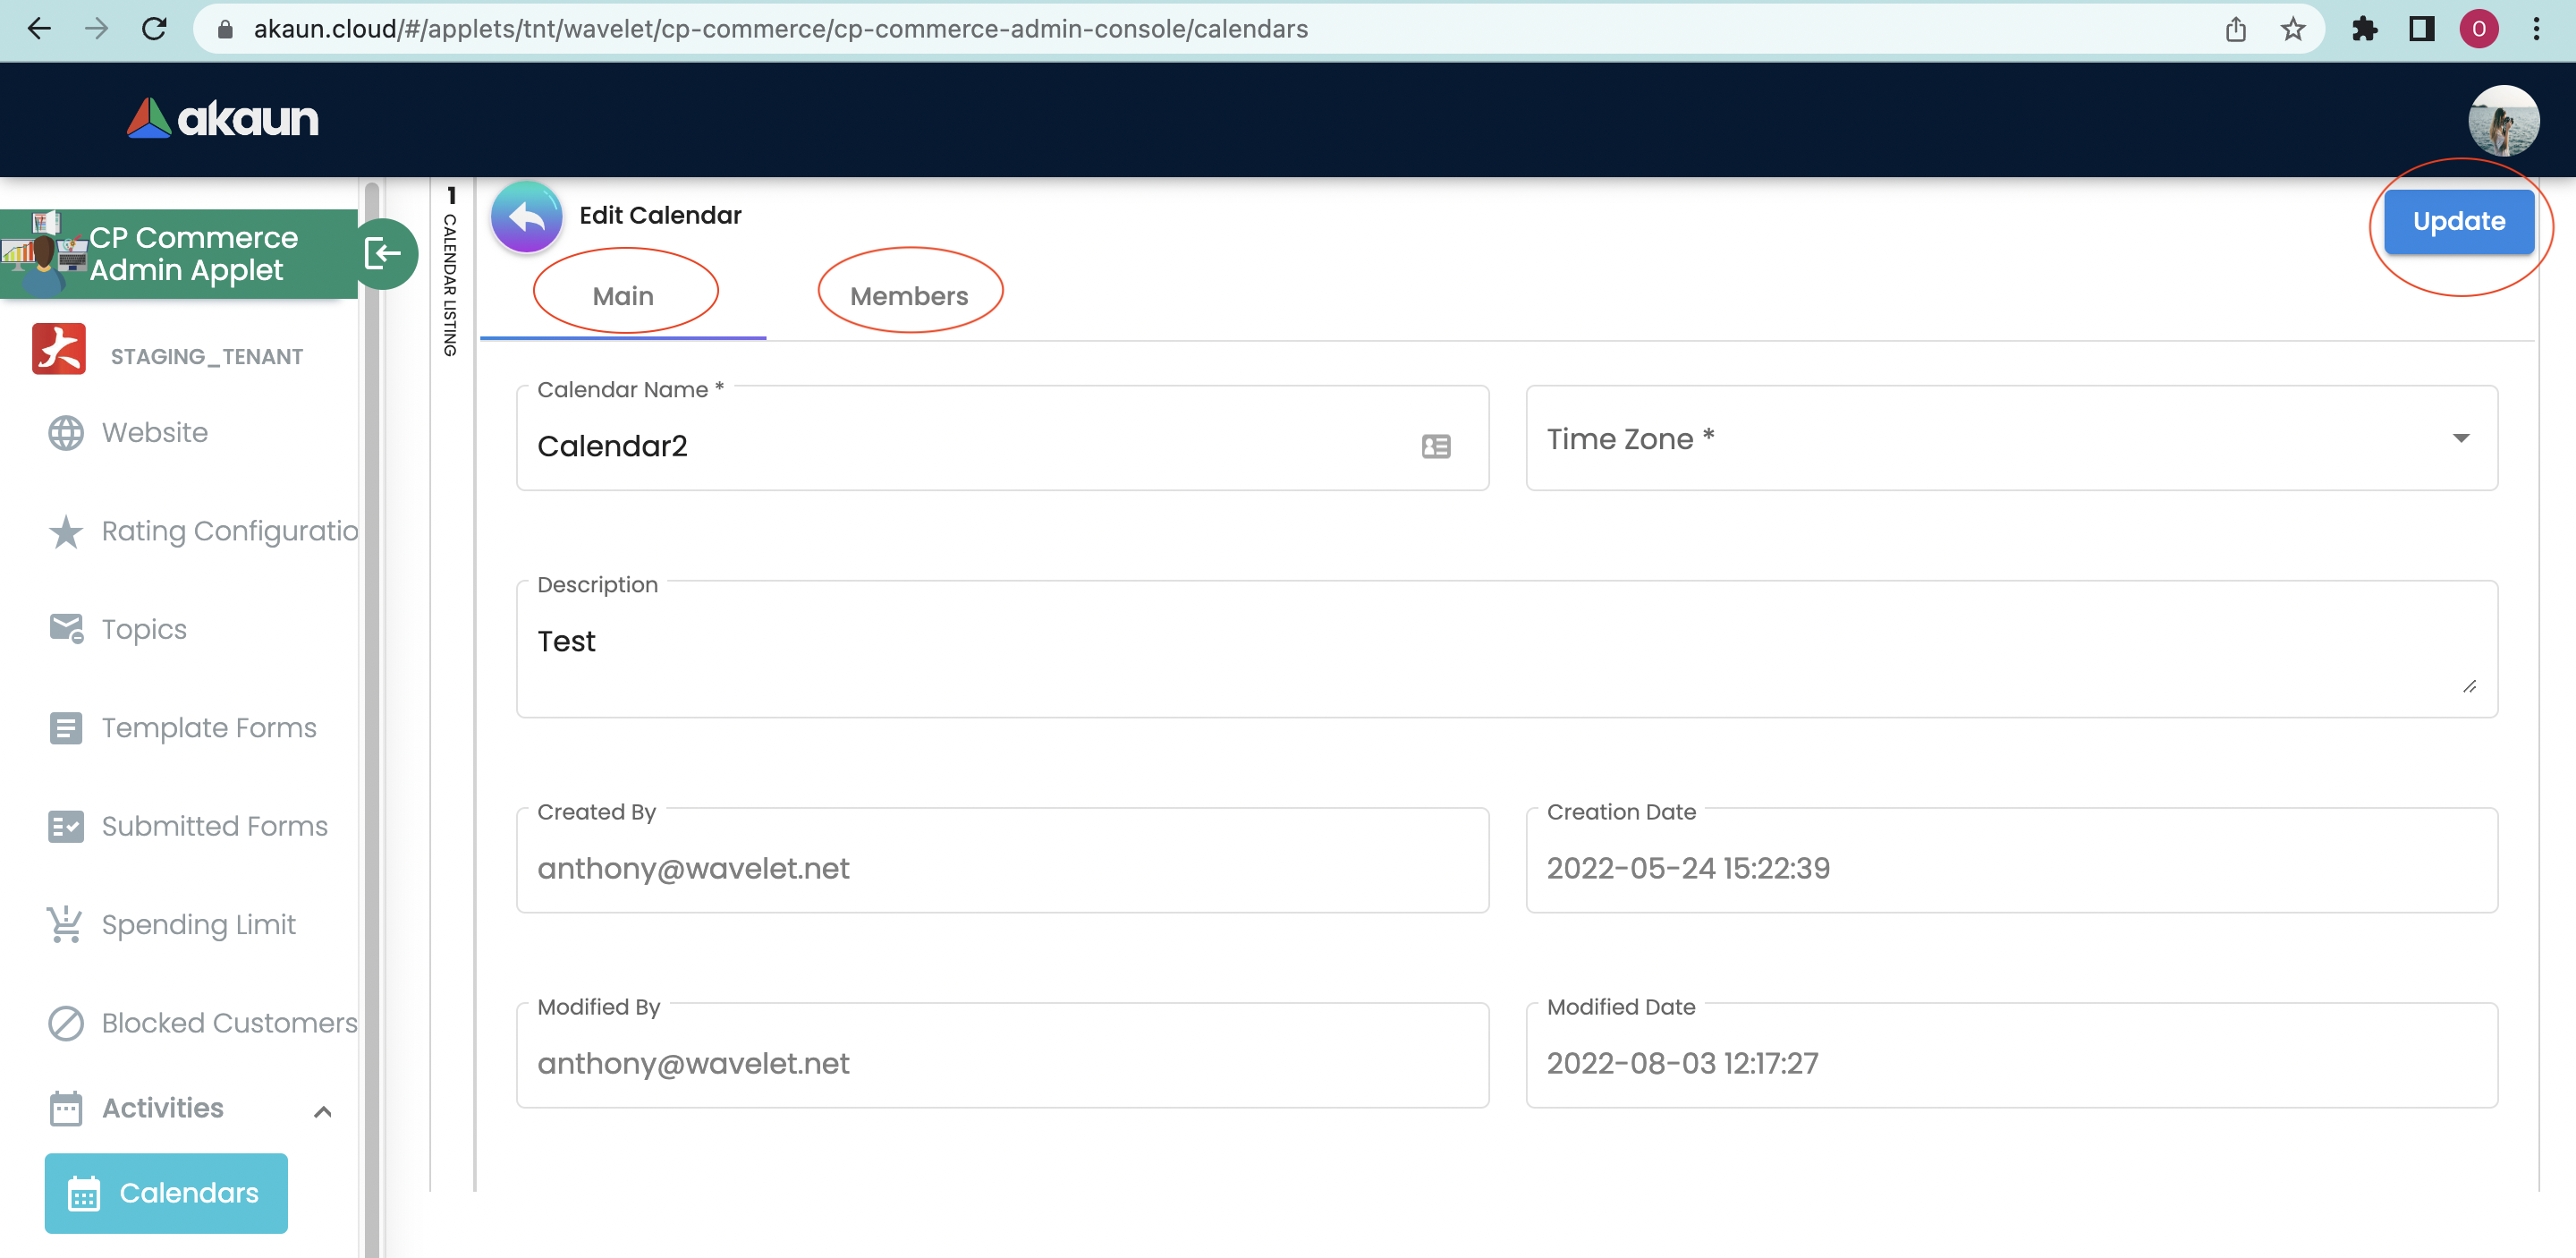 akaun.cloud/#/applets/tnt/wavelet/cp-commerce/cp-commerce-admin-console/calendars
O
akaun
CP Commerce
Admin Applet
STAGING_TENANT
Website
Rating Configuratio
Topics
Template Forms
Submitted Forms
Spending Limit
Blocked Customers
Activities
Calendars
1
CALENDAR LISTING
Edit Calendar
Update
Main
Members
Calendar Name *
Calendar2
Time Zone *
Description
Test
Created By
anthony@wavelet.net
Creation Date
2022-05-24 15:22:39
Modified By
anthony@wavelet.net
Modified Date
2022-08-03 12:17:27